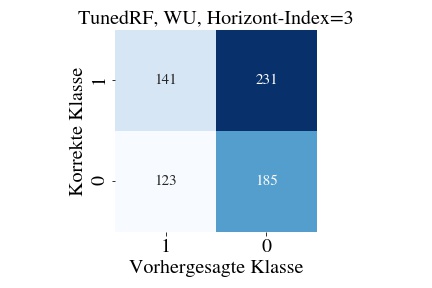 TunedRF, WU, Horizont-Index=3
Korrekte Klasse
1
141 231
0
123 185
1 0
Vorhergesagte Klasse